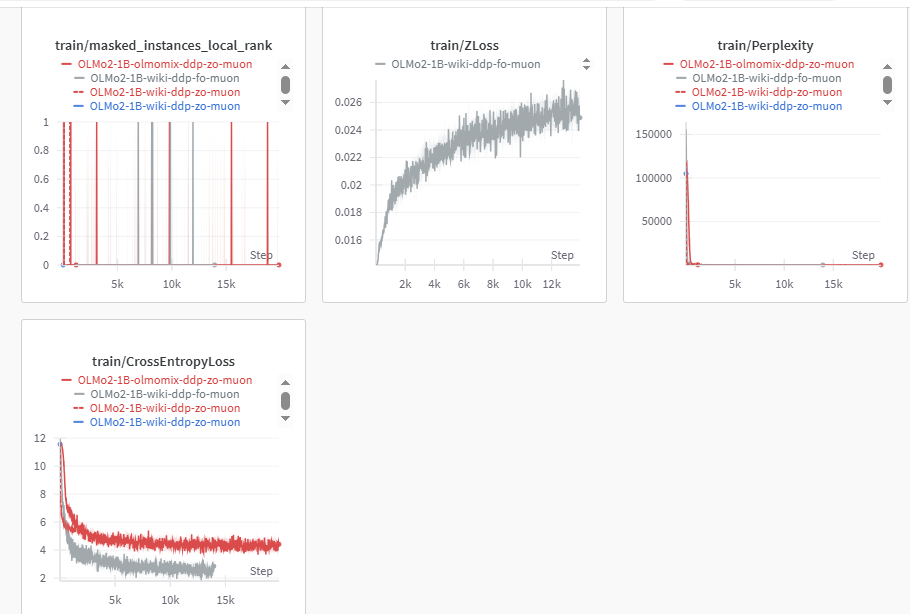 train/masked_instances_local_rank
OLMo2-1B-olmomix-ddp-zo-muon
OLMo2-1B-wiki-ddp-fo-muon
OLMo2-1B-wiki-ddp-zo-muon
OLMo2-1B-wiki-ddp-zo-muon
1
0.8
0.6
0.4
0.2
0
Step
5k 10k 15k
train/ZLoss
OLMo2-1B-wiki-ddp-fo-muon
0.026
0.024
0.022
0.02
0.018
0.016
Step
2k 4k 6k 8k 10k 12k
train/Perplexity
OLMo2-1B-olmomix-ddp-zo-muon
OLMo2-1B-wiki-ddp-fo-muon
OLMo2-1B-wiki-ddp-zo-muon
OLMo2-1B-wiki-ddp-zo-muon
150000
100000
50000
Step
5k 10k 15k
train/CrossEntropyLoss
OLMo2-1B-olmomix-ddp-zo-muon
OLMo2-1B-wiki-ddp-fo-muon
OLMo2-1B-wiki-ddp-zo-muon
OLMo2-1B-wiki-ddp-zo-muon
12
10
8
6
4
2
Step
5k 10k 15k